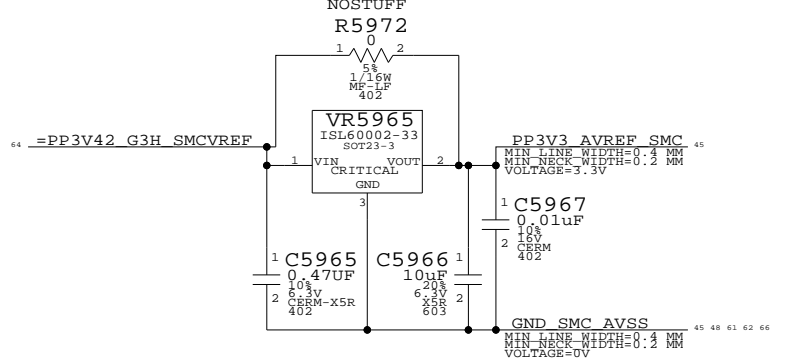 NOSTUFF
R5972
0
1 2
5%
1/16W
MF-LF
402
VR5965
ISL60002-33
SOT23-3
64 =PP3V42_G3H_SMCVREF
1 VIN VOUT 2
CRITICAL
GND
3
PP3V3_AVREF_SMC 45
MIN_LINE_WIDTH=0.4 MM
MIN_NECK_WIDTH=0.2 MM
VOLTAGE=3.3V
1 C5967
0.01uF
10%
16V
2 CERM
402
1 C5965
0.47UF
10%
6.3V
2 CERM-X5R
402
C5966 1
10uF
20%
6.3V
X5R 2
603
GND_SMC_AVSS 45 48 61 62 66
MIN_LINE_WIDTH=0.4 MM
MIN_NECK_WIDTH=0.2 MM
VOLTAGE=0V